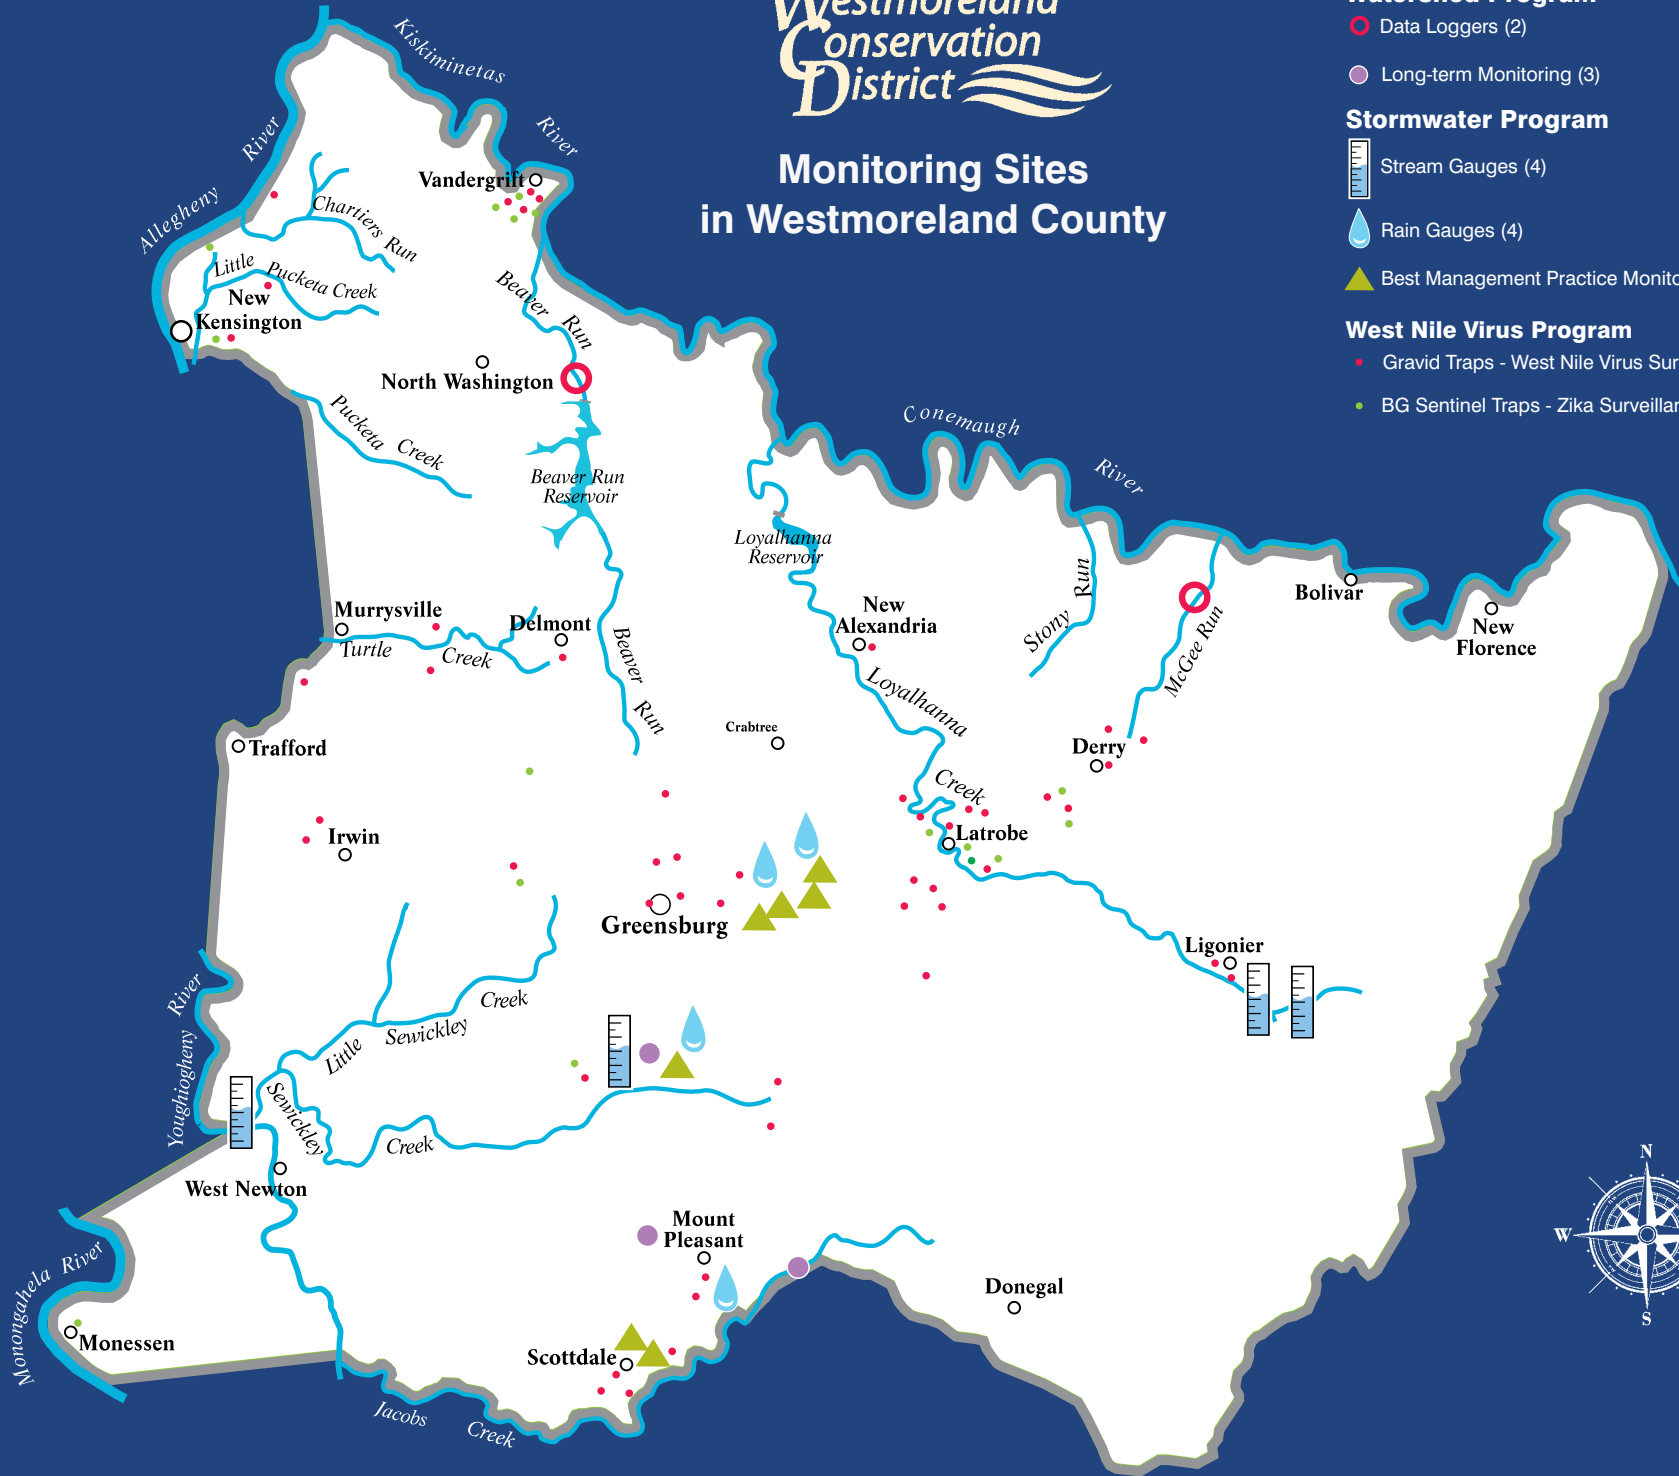 Westmoreland
Conservation
District
Monitoring Sites
in Westmoreland County
Watershed Program
Data Loggers (2)
Long-term Monitoring (3)
Stormwater Program
Stream Gauges (4)
Rain Gauges (4)
Best Management Practice
West Nile Virus Program
Gravid Traps - West Nile Virus
BG Sentinel Traps - Zika
Kiskiminetas
River
Allegheny
River
Vandergrift
Chartiers Run
Little Pucketa Creek
New
Kensington
Beaver
Run
North Washington
Pucketa Creek
Beaver Run
Reservoir
Conemaugh
River
Loyalhanna
Reservoir
Stony
Run
McGee Run
Bolivar
New
Florence
New
Alexandria
Murrysville
Turtle
Creek
Delmont
Beaver
Run
Loyalhanna
Creek
Crabtree
Trafford
Derry
Irwin
Latrobe
Greensburg
Ligonier
Youghiogheny
River
Little
Sewickley
Creek
Sewickley
Creek
West Newton
Mount
Pleasant
Donegal
Monongahela River
Monessen
Scottdale
Jacobs
Creek
N
W
S